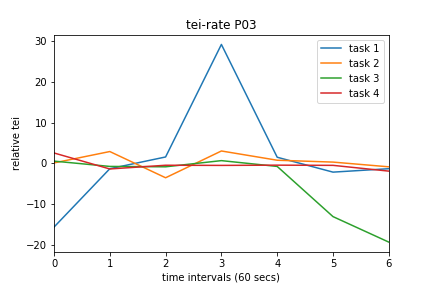 tei-rate P03
30
20
10
0
−10
−20
relative tei
task 1
task 2
task 3
task 4
0 1 2 3 4 5 6
time intervals (60 secs)